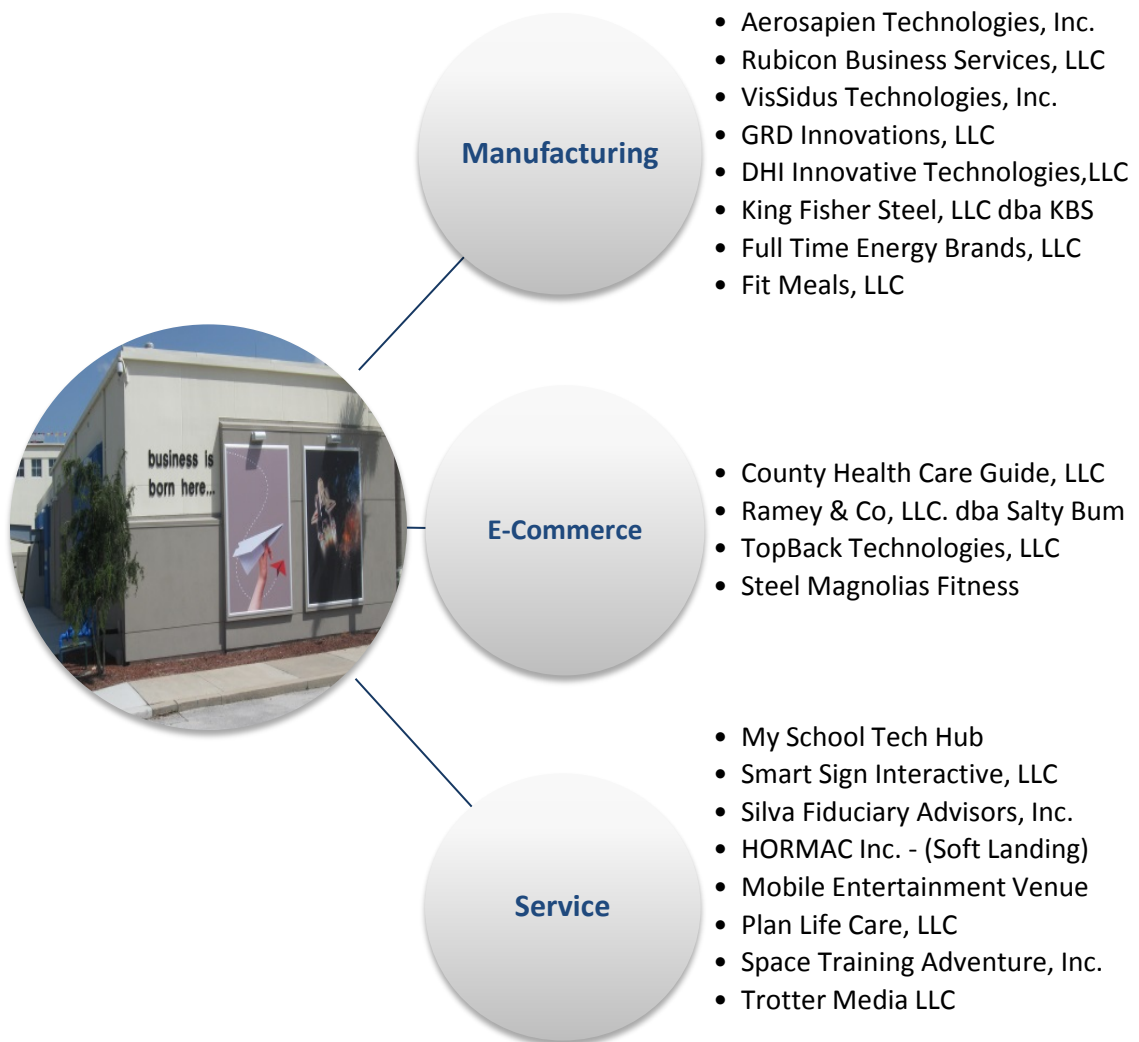 Manufacturing
• Aerosapien Technologies, Inc.
• Rubicon Business Services, LLC
• VisSidus Technologies, Inc.
• GRD Innovations, LLC
• DHI Innovative Technologies,LLC
• King Fisher Steel, LLC dba KBS
• Full Time Energy Brands, LLC
• Fit Meals, LLC
business is
born here...
E-Commerce
• County Health Care Guide, LLC
• Ramey & Co, LLC. dba Salty Bum
• TopBack Technologies, LLC
• Steel Magnolias Fitness
Service
• My School Tech Hub
• Smart Sign Interactive, LLC
• Silva Fiduciary Advisors, Inc.
• HORMAC Inc. - (Soft Landing)
• Mobile Entertainment Venue
• Plan Life Care, LLC
• Space Training Adventure, Inc.
• Trotter Media LLC